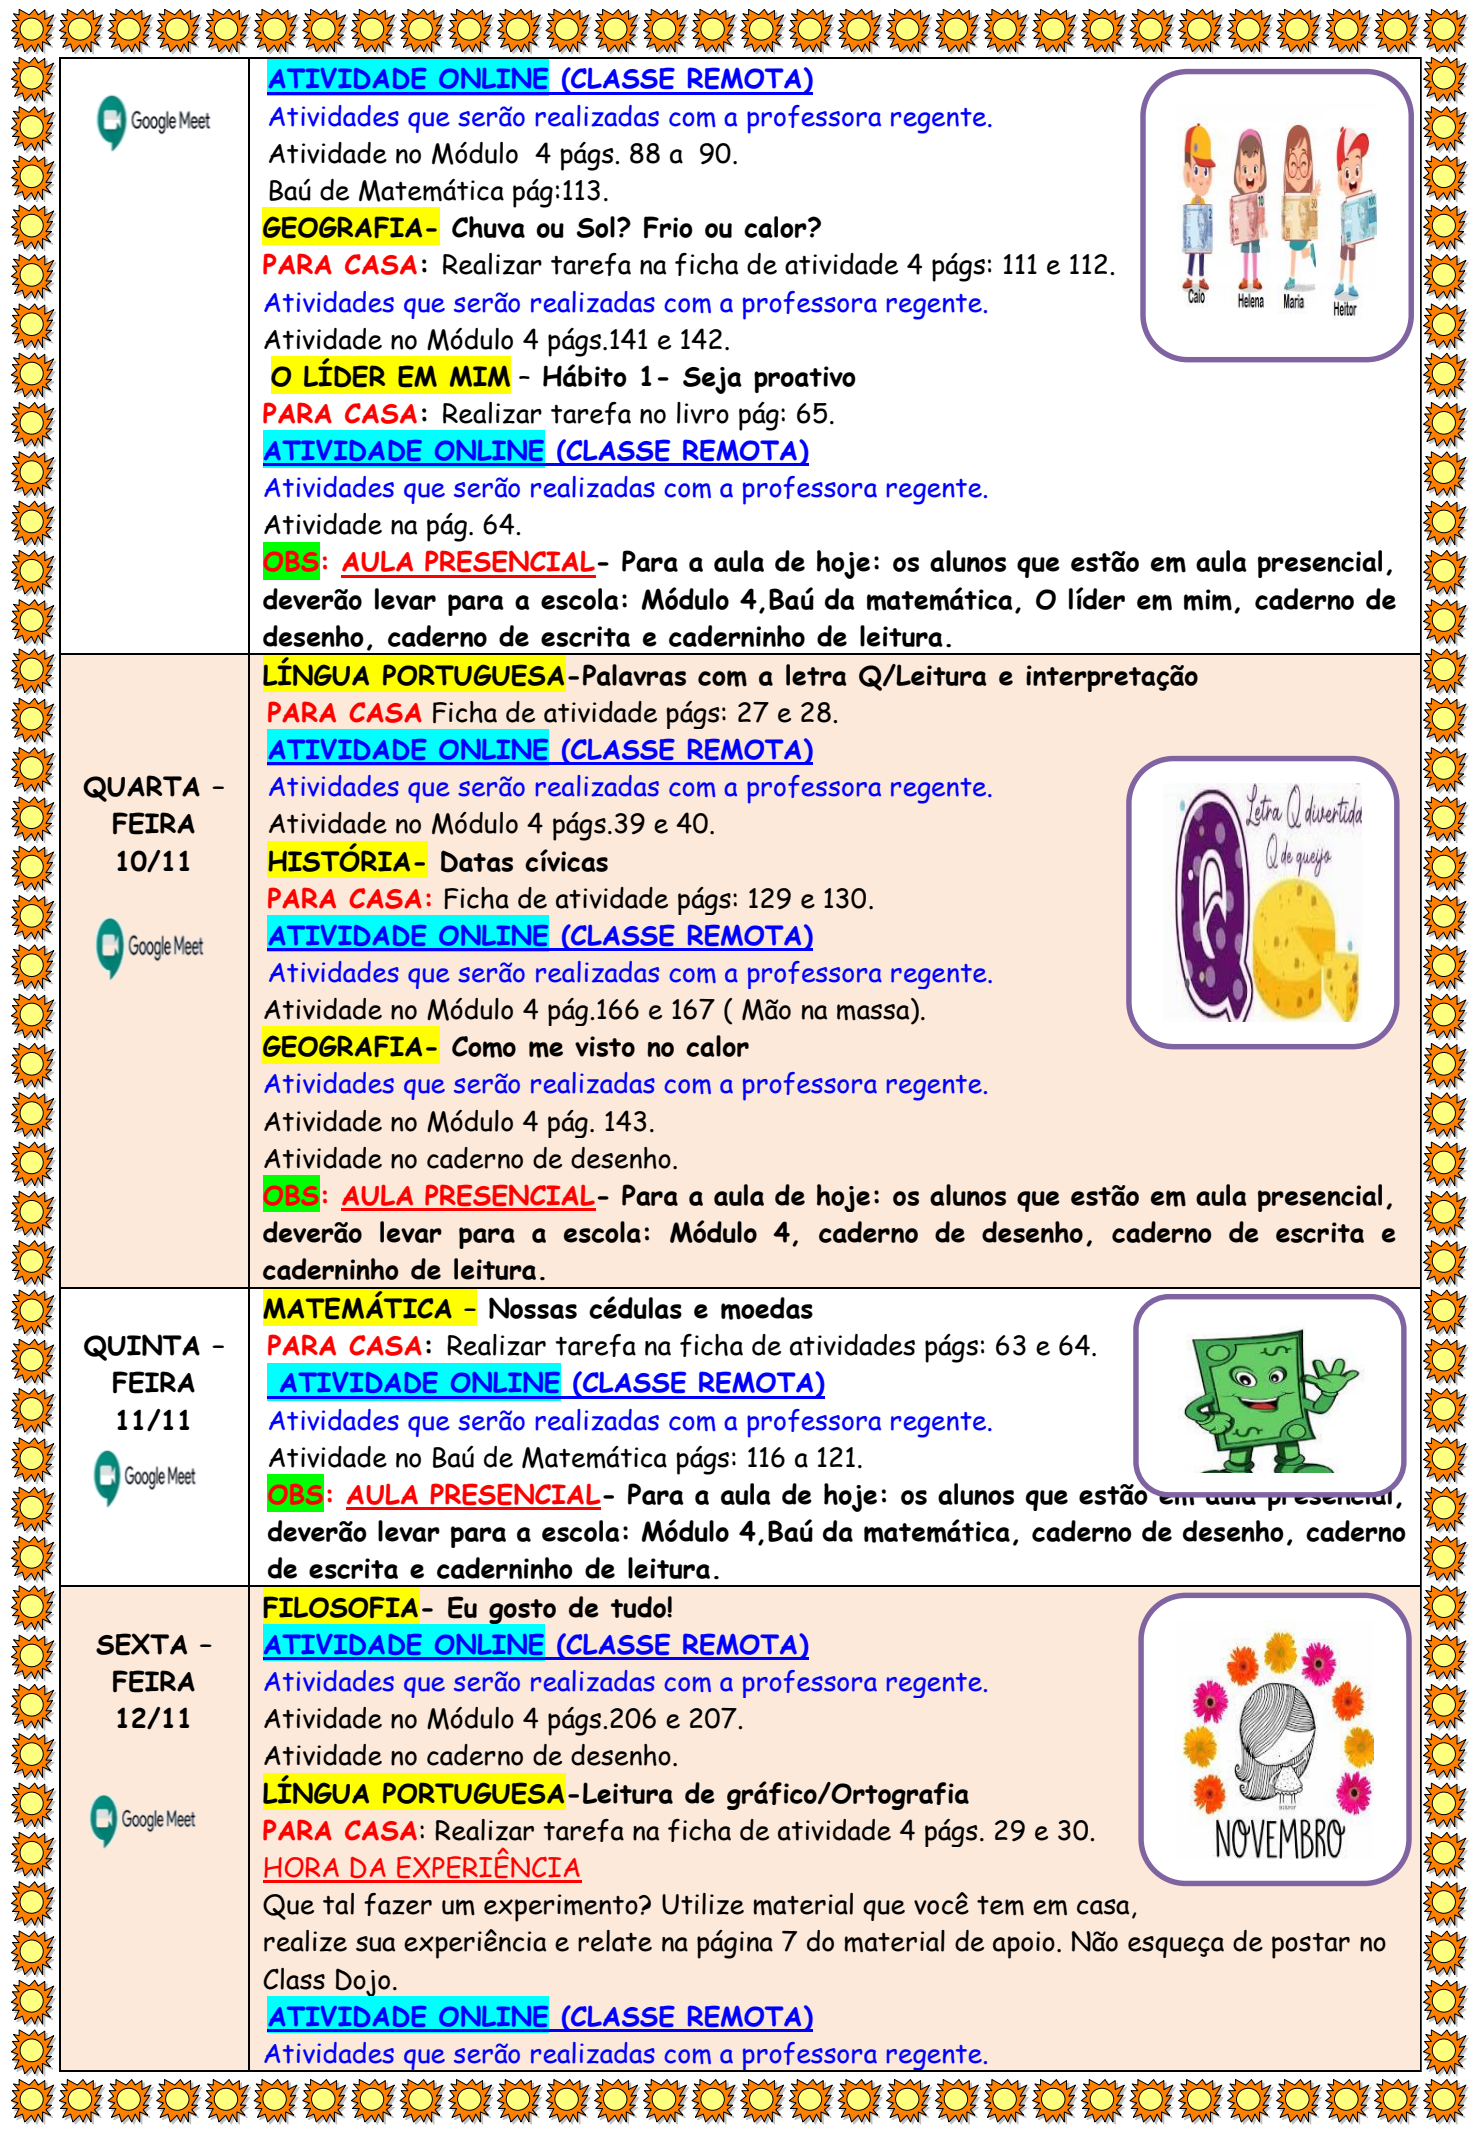 Google Meet
ATIVIDADE ONLINE (CLASSE REMOTA)
Atividades que serão realizadas com a professora regente.
Atividade no Módulo 4 págs. 88 a 90.
Baú de Matemática pág:113.
GEOGRAFIA- Chuva ou Sol? Frio ou calor?
PARA CASA: Realizar tarefa na ficha de atividade 4 págs: 111 e 112.
Atividades que serão realizadas com a professora regente.
Atividade no Módulo 4 págs.141 e 142.
O LÍDER EM MIM – Hábito 1- Seja proativo
PARA CASA: Realizar tarefa no livro pág: 65.
ATIVIDADE ONLINE (CLASSE REMOTA)
Atividades que serão realizadas com a professora regente.
Atividade na pág. 64.
OBS: AULA PRESENCIAL- Para a aula de hoje: os alunos que estão em aula presencial,
deverão levar para a escola: Módulo 4,Baú da matemática, O líder em mim, caderno de
desenho, caderno de escrita e caderninho de leitura.
2
10
50
100
Caio
Helena
Maria
Heitor
QUARTA –
FEIRA
10/11
Google Meet
LÍNGUA PORTUGUESA-Palavras com a letra Q/Leitura e interpretação
PARA CASA Ficha de atividade págs: 27 e 28.
ATIVIDADE ONLINE (CLASSE REMOTA)
Atividades que serão realizadas com a professora regente.
Atividade no Módulo 4 págs.39 e 40.
HISTÓRIA- Datas cívicas
PARA CASA: Ficha de atividade págs: 129 e 130.
ATIVIDADE ONLINE (CLASSE REMOTA)
Atividades que serão realizadas com a professora regente.
Atividade no Módulo 4 pág.166 e 167 ( Mão na massa).
GEOGRAFIA- Como me visto no calor
Atividades que serão realizadas com a professora regente.
Atividade no Módulo 4 pág. 143.
Atividade no caderno de desenho.
OBS: AULA PRESENCIAL- Para a aula de hoje: os alunos que estão em aula presencial,
deverão levar para a escola: Módulo 4, caderno de desenho, caderno de escrita e
caderninho de leitura.
Letra Q divertida
Q de queijo
Q
QUINTA –
FEIRA
11/11
Google Meet
MATEMÁTICA – Nossas cédulas e moedas
PARA CASA: Realizar tarefa na ficha de atividades págs: 63 e 64.
ATIVIDADE ONLINE (CLASSE REMOTA)
Atividades que serão realizadas com a professora regente.
Atividade no Baú de Matemática págs: 116 a 121.
OBS: AULA PRESENCIAL- Para a aula de hoje: os alunos que estão em aula presencial,
deverão levar para a escola: Módulo 4,Baú da matemática, caderno de desenho, caderno
de escrita e caderninho de leitura.
SEXTA –
FEIRA
12/11
Google Meet
FILOSOFIA- Eu gosto de tudo!
ATIVIDADE ONLINE (CLASSE REMOTA)
Atividades que serão realizadas com a professora regente.
Atividade no Módulo 4 págs.206 e 207.
Atividade no caderno de desenho.
LÍNGUA PORTUGUESA-Leitura de gráfico/Ortografia
PARA CASA: Realizar tarefa na ficha de atividade 4 págs. 29 e 30.
HORA DA EXPERIÊNCIA
Que tal fazer um experimento? Utilize material que você tem em casa,
realize sua experiência e relate na página 7 do material de apoio. Não esqueça de postar no
Class Dojo.
ATIVIDADE ONLINE (CLASSE REMOTA)
Atividades que serão realizadas com a professora regente.
NOVEMBRO